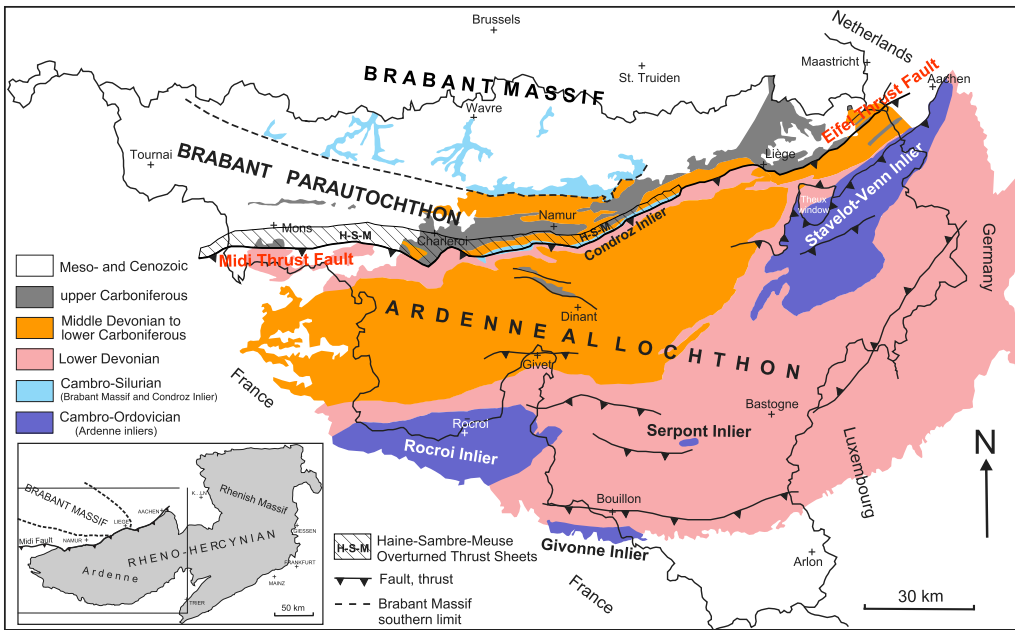 Brussels
Netherlands
Maastricht
Aachen
St. Truiden
BRABANT MASSIF
Wavre
Eifel Thrust Fault
Tournai
BRABANT PARAUTOCHTHON
Liège
Theux
window
Stavelot-Venn Inlier
Namur
Mons
H-S-M
Charleroi
H-S-M
Condroz Inlier
Midi Thrust Fault
Germany
Meso- and Cenozoic
upper Carboniferous
Middle Devonian to
lower Carboniferous
Lower Devonian
Cambro-Silurian
(Brabant Massif and Condroz Inlier)
Cambro-Ordovician
(Ardenne inliers)
Dinant
ARDENNE ALLOCHTHON
Givet
France
Bastogne
Rocroi
Rocroi Inlier
Serpont Inlier
Luxembourg
N
Bouillon
Givonne Inlier
Arlon
France
30 km
H-S-M
Haine-Sambre-Meuse
Overturned Thrust Sheets
Fault, thrust
Brabant Massif
southern limit
K...LN
Rhenish Massif
BRABANT MASSIF
AACHEN
LIEGE
GIESSEN
Midi Fault
NAMUR
RHENO-HERCYNIAN
FRANKFURT
Ardenne
MAINZ
TRIER
50 km